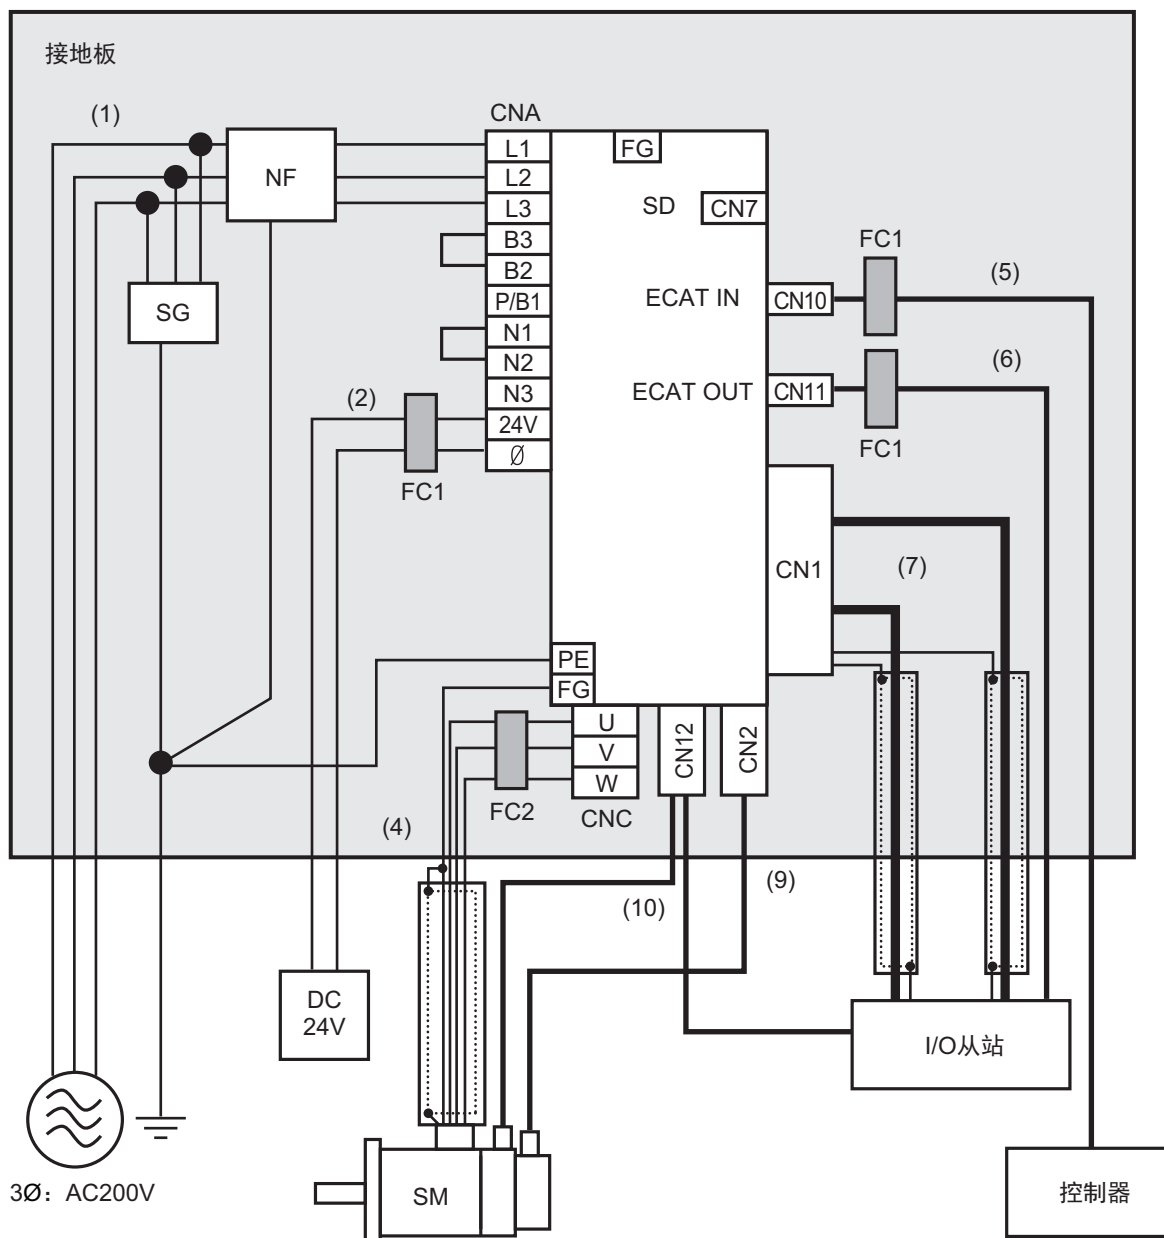 接地板
(1)
CNA
NF
L1
L2
L3
B3
B2
P/B1
N1
N2
N3
24V
Ø
FG
SD
CN7
SG
ECAT IN
CN10
FC1
(5)
ECAT OUT
CN11
FC1
(6)
(2)
FC1
CN1
(7)
PE
FG
U
V
W
CNC
FC2
CN12
CN2
(4)
(10)
(9)
DC
24V
I/O从站
3Ø：AC200V
SM
控制器